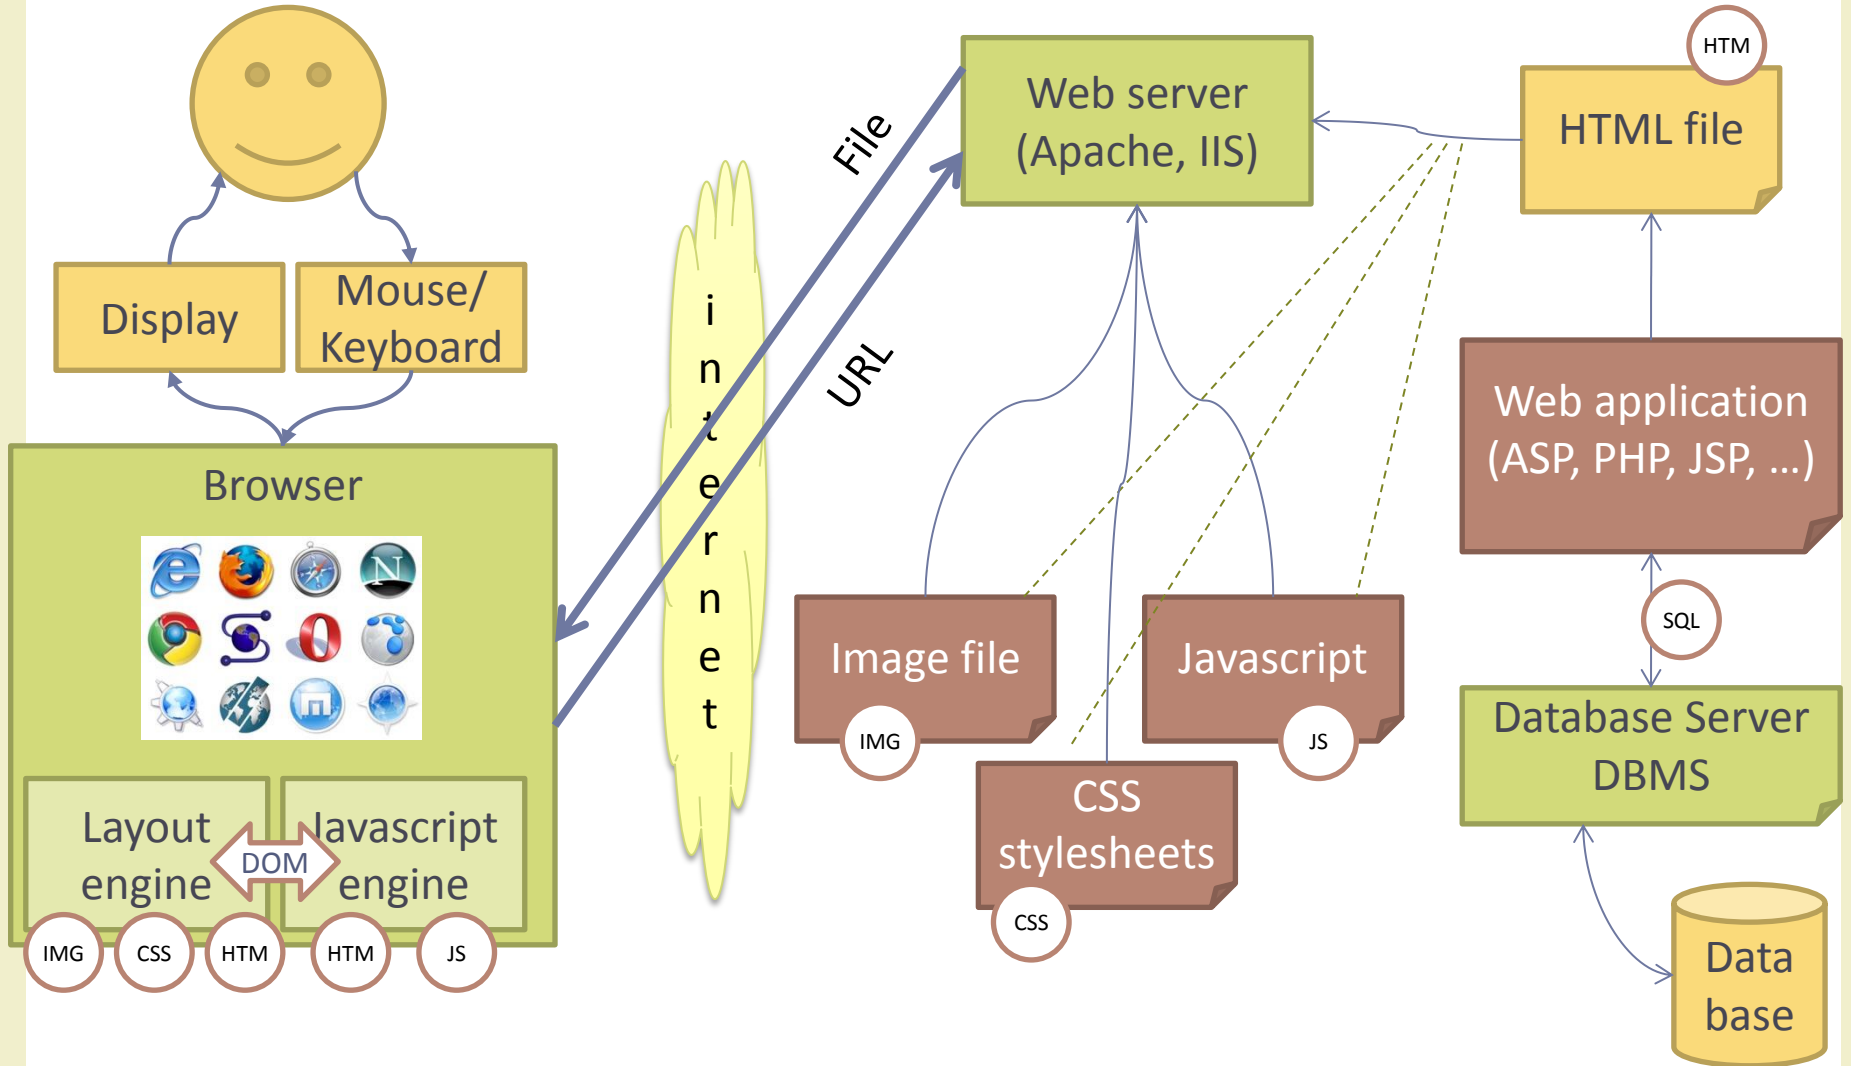 HTM
Web server
(Apache, IIS)
HTML file
File
URL
Display
Mouse/
Keyboard
i
n
t
e
r
n
e
t
Browser
N
m
Layout
engine
DOM
Javascript
engine
IMG
CSS
HTM
HTM
JS
Image file
IMG
Javascript
JS
CSS
stylesheets
CSS
Web application
(ASP, PHP, JSP, ...)
SQL
Database Server
DBMS
Data
base